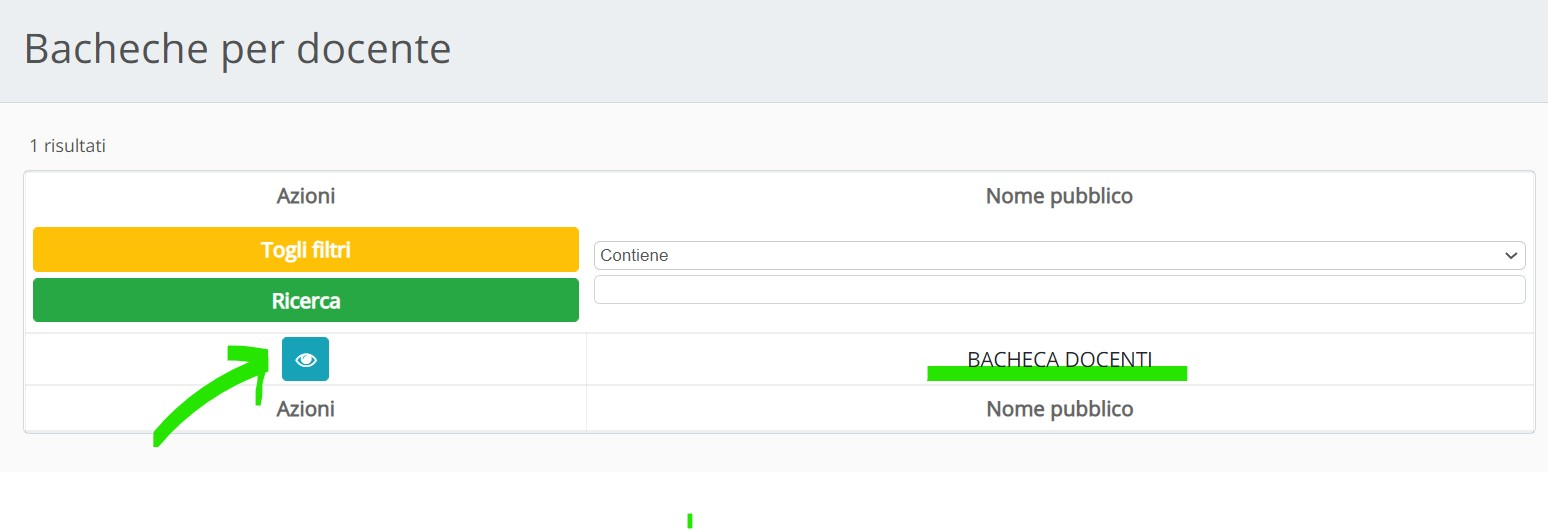 Bacheche per docente
1 risultati
Azioni
Nome pubblico
Togli filtri
Contiene
Ricerca
BACHECA DOCENTI
Azioni
Nome pubblico